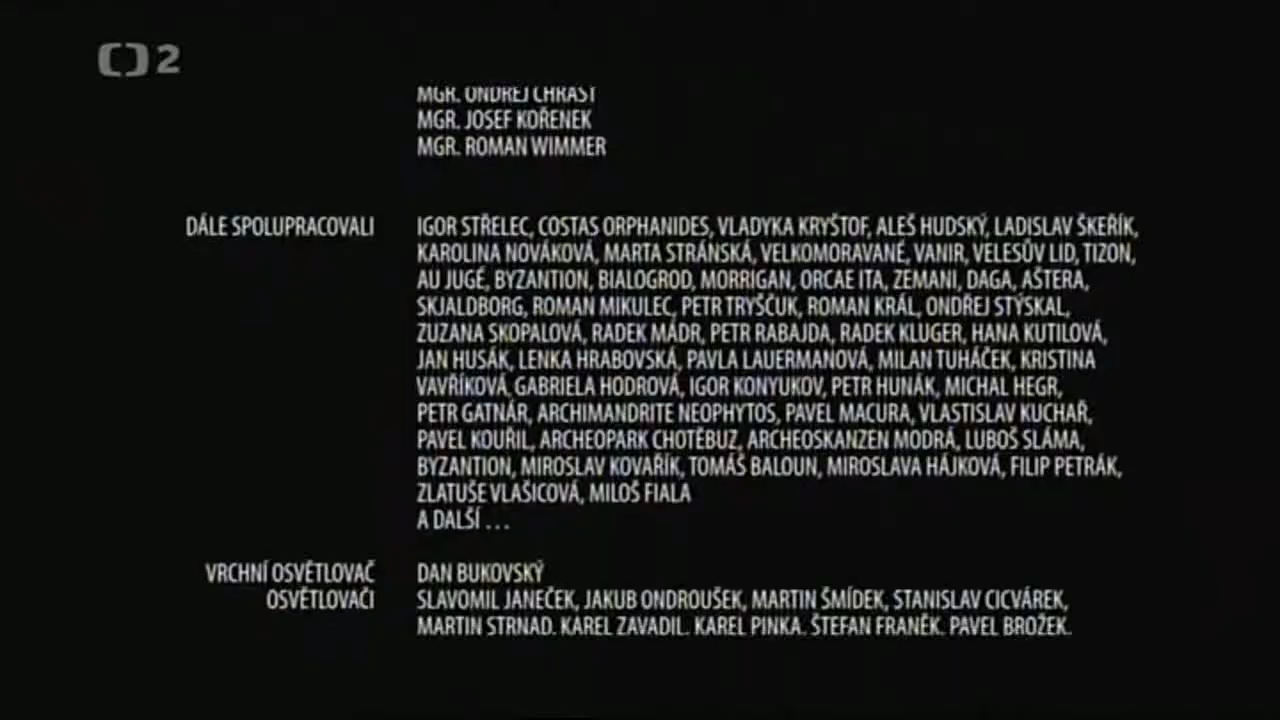 2
MGR. ONDŘEJ CHRAST
MGR. JOSEF KOŘENEK
MGR. ROMAN WIMMER
DÁLE SPOLUPRACOVALI IGOR STŘELEC, COSTAS ORPHANIDES, VLADYKA KRYŠTOF, ALEŠ HUDSKÝ, LADISLAV ŠKEŘÍK,
KAROLINA NOVÁKOVÁ, MARTA STRÁNSKÁ, VELKOMORAVANÉ, VANIR, VELESŮV LID, TIZON,
AU JUGÉ, BYZANTION, BIALOGROD, MORRIGAN, ORCAE ITA, ZEMANI, DAGA, AŠTERA,
SKJALDBORG, ROMAN MIKULEC, PETR TRYŠČUK, ROMAN KRÁL, ONDŘEJ STÝSKAL,
ZUZANA SKOPALOVÁ, RADEK MÁDR, PETR RABAJDA, RADEK KLUGER, HANA KUTILOVÁ,
JAN HUSÁK, LENKA HRABOVSKÁ, PAVLA LAUERMANOVÁ, MILAN TUHÁČEK, KRISTINA
VAVŘÍKOVÁ, GABRIELA HODROVÁ, IGOR KONYUKOV, PETR HUNÁK, MICHAL HEGR,
PETR GATNÁR, ARCHIMANDRITE NEOPHYTOS, PAVEL MACURA, VLASTISLAV KUCHAŘ,
PAVEL KOUŘIL, ARCHEOPARK CHOTĚBUZ, ARCHEOSKANZEN MODRÁ, LUBOŠ SLÁMA,
BYZANTION, MIROSLAV KOVAŘÍK, TOMÁŠ BALOUN, MIROSLAVA HÁJKOVÁ, FILIP PETRÁK,
ZLATUŠE VLAŠICOVÁ, MILOŠ FIALA
A DALŠÍ ...
VRCHNÍ OSVĚTLOVAČ DAN BUKOVSKÝ
OSVĚTLOVAČI SLAVOMIL JANEČEK, JAKUB ONDROUŠEK, MARTIN ŠMÍDEK, STANISLAV CICVÁREK,
MARTIN STRNAD, KAREL ZAVADIL, KAREL PINKA, ŠTEFAN FRANĚK, PAVEL BROŽEK,